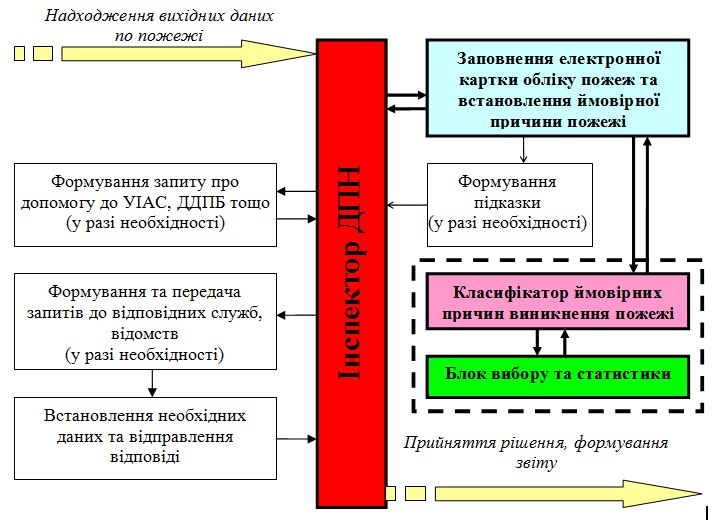 Надходження вихідних даних
по пожежі
Заповнення електронної
картки обліку пожеж та
встановлення ймовірної
причини пожежі
Формування запиту про
допомогу до УІАС, ДДПБ тощо
(у разі необхідності)
Інспектор ДПН
Формування
підказки
(у разі необхідності)
Формування та передача
запитів до відповідних служб,
відомств
(у разі необхідності)
Класифікатор ймовірних
причин виникнення пожежі
Блок вибору та статистики
Встановлення необхідних
даних та відправлення
відповіді
Прийняття рішення, формування
звіту